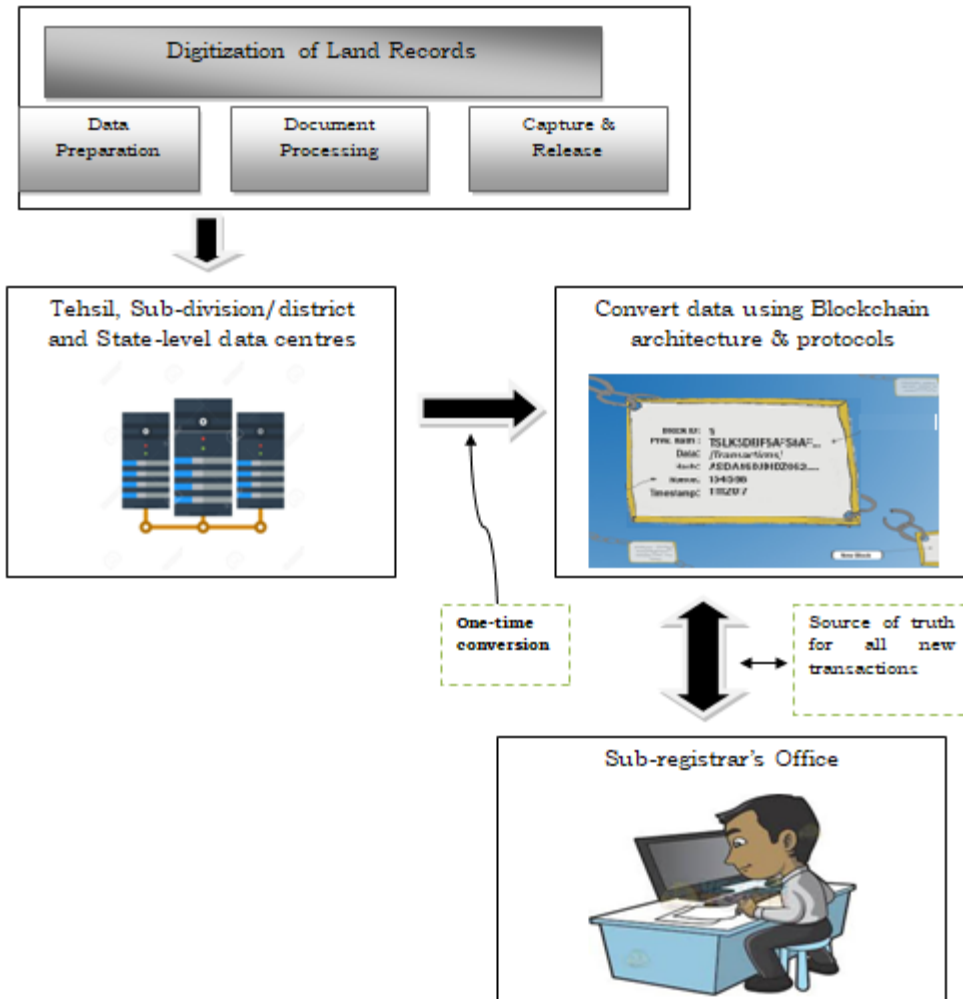 Digitization of Land Records
Data
Preparation
Document
Processing
Capture &
Release
Tehsil, Sub-division/district
and State-level data centres
Convert data using Blockchain
architecture & protocols
Data: /Transactions/
Timestamp:
New Block
One-time
conversion
Source of truth
for all new
transactions
Sub-registrar's Office